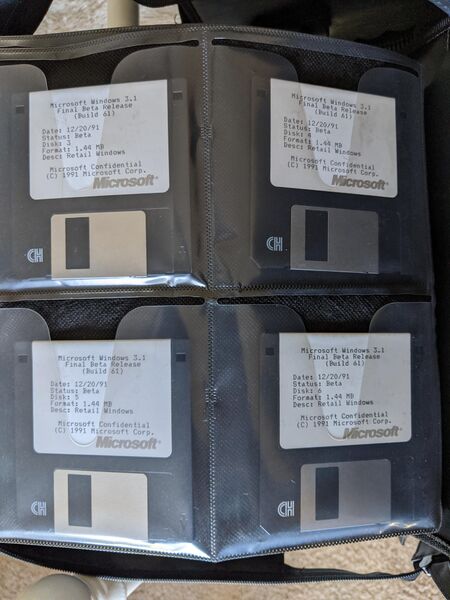 Microsoft Windows 3.1
Final Beta Release
(Build 61)
Date: 12/20/91
Status: Beta
Disk: 3
Format: 1.44 MB
Desc: Retail Windows
Microsoft Confidential
(C) 1991 Microsoft Corp.
Microsoft
CH
Microsoft Windows 3.1
Final Beta Release
(Build 61)
Date: 12/20/91
Status: Beta
Disk: 4
Format: 1.44 MB
Desc: Retail Windows
Microsoft Confidential
(C) 1991 Microsoft Corp.
Microsoft
CH
Microsoft Windows 3.1
Final Beta Release
(Build 61)
Date: 12/20/91
Status: Beta
Disk: 5
Format: 1.44 MB
Desc: Retail Windows
Microsoft Confidential
(C) 1991 Microsoft Corp.
Microsoft
CH
Microsoft Windows 3.1
Final Beta Release
(Build 61)
Date: 12/20/91
Status: Beta
Disk: 6
Format: 1.44 MB
Desc: Retail Windows
Microsoft Confidential
(C) 1991 Microsoft Corp.
Microsoft
CH